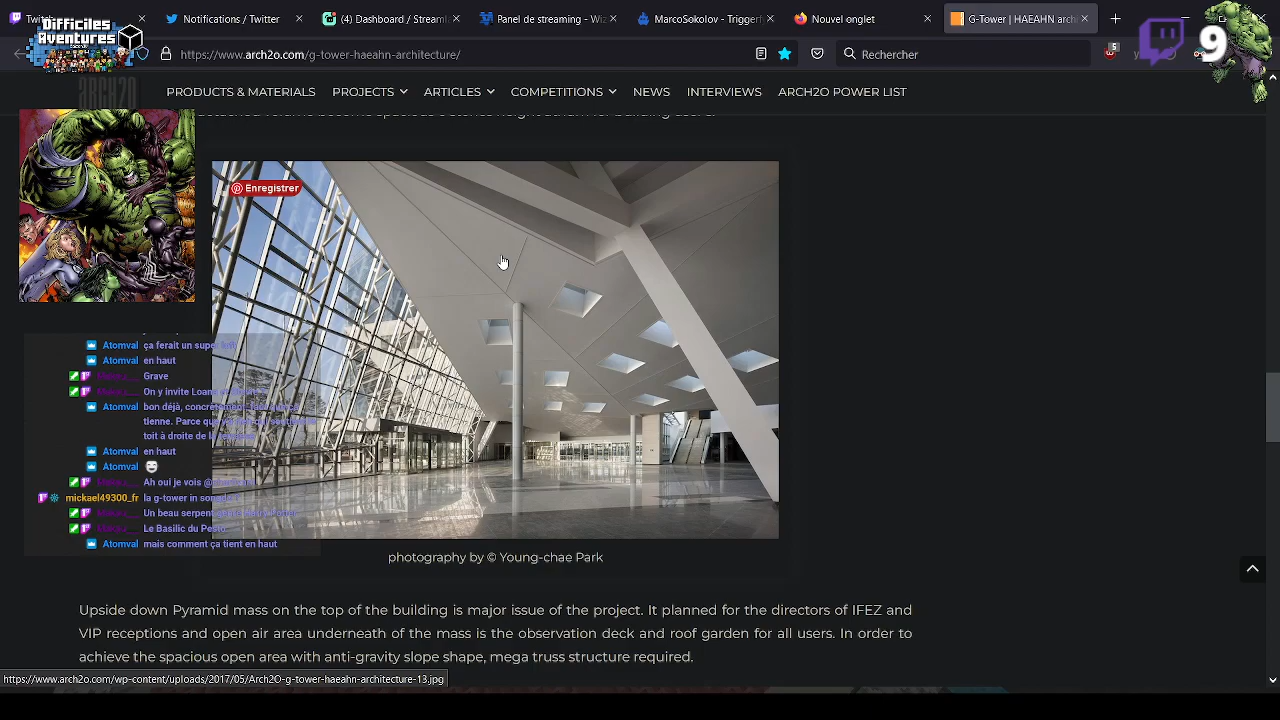 Difficiles
Aventures
Notifications / Twitter
(4) Dashboard / Streaml
Panel de streaming - Wiz
MarcoSokolov - Trigger
Nouvel onglet
G-Tower | HAEAHN archi
https://www.arch2o.com/g-tower-haeahn-architecture/
Rechercher
5
9
ARCH2O
PRODUCTS & MATERIALS
PROJECTS
ARTICLES
COMPETITIONS
NEWS
INTERVIEWS
ARCH2O POWER LIST
Enregistrer
Atomval ça ferait un super
Atomval en haut
Grave
On y invite Loana
Atomval bon déjà, concrètement
tienne. Parce que
toit à droite de la
Atomval en haut
Atomval
Ah oui je vois
mickael49300_fr la g-tower in
Un beau serpent
Le Basilic du Pesto
Atomval mais comment ça tient en haut
photography by © Young-chae Park
Upside down Pyramid mass on the top of the building is major issue of the project. It planned for the directors of IFEZ and
VIP receptions and open air area underneath of the mass is the observation deck and roof garden for all users. In order to
achieve the spacious open area with anti-gravity slope shape, mega truss structure required.
https://www.arch2o.com/wp-content/uploads/2017/05/Arch2O-g-tower-haeahn-architecture-13.jpg